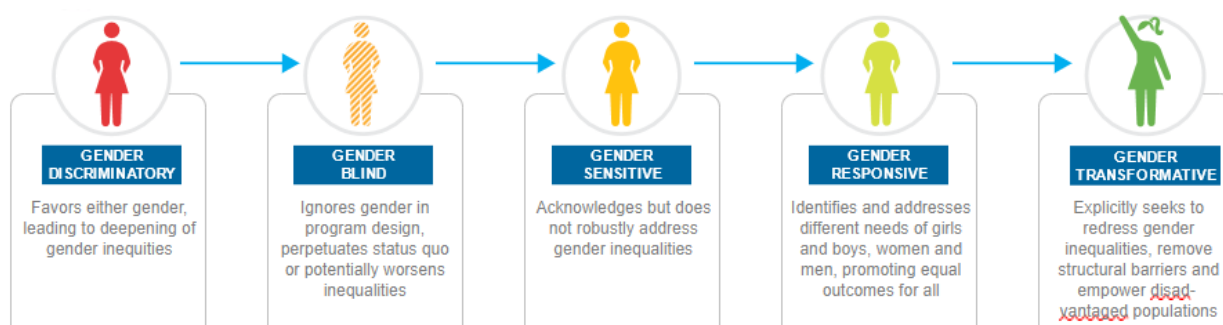 GENDER
DISCRIMINATORY
Favors either gender,
leading to deepening of
gender inequities
GENDER
BLIND
Ignores gender in
program design,
perpetuates status quo
or potentially worsens
inequalities
GENDER
SENSITIVE
Acknowledges but does
not robustly address
gender inequalities
GENDER
RESPONSIVE
Identifies and addresses
different needs of girls
and boys, women and
men, promoting equal
outcomes for all
GENDER
TRANSFORMATIVE
Explicitly seeks to
redress gender
inequalities, remove
structural barriers and
empower disad-
vantaged populations